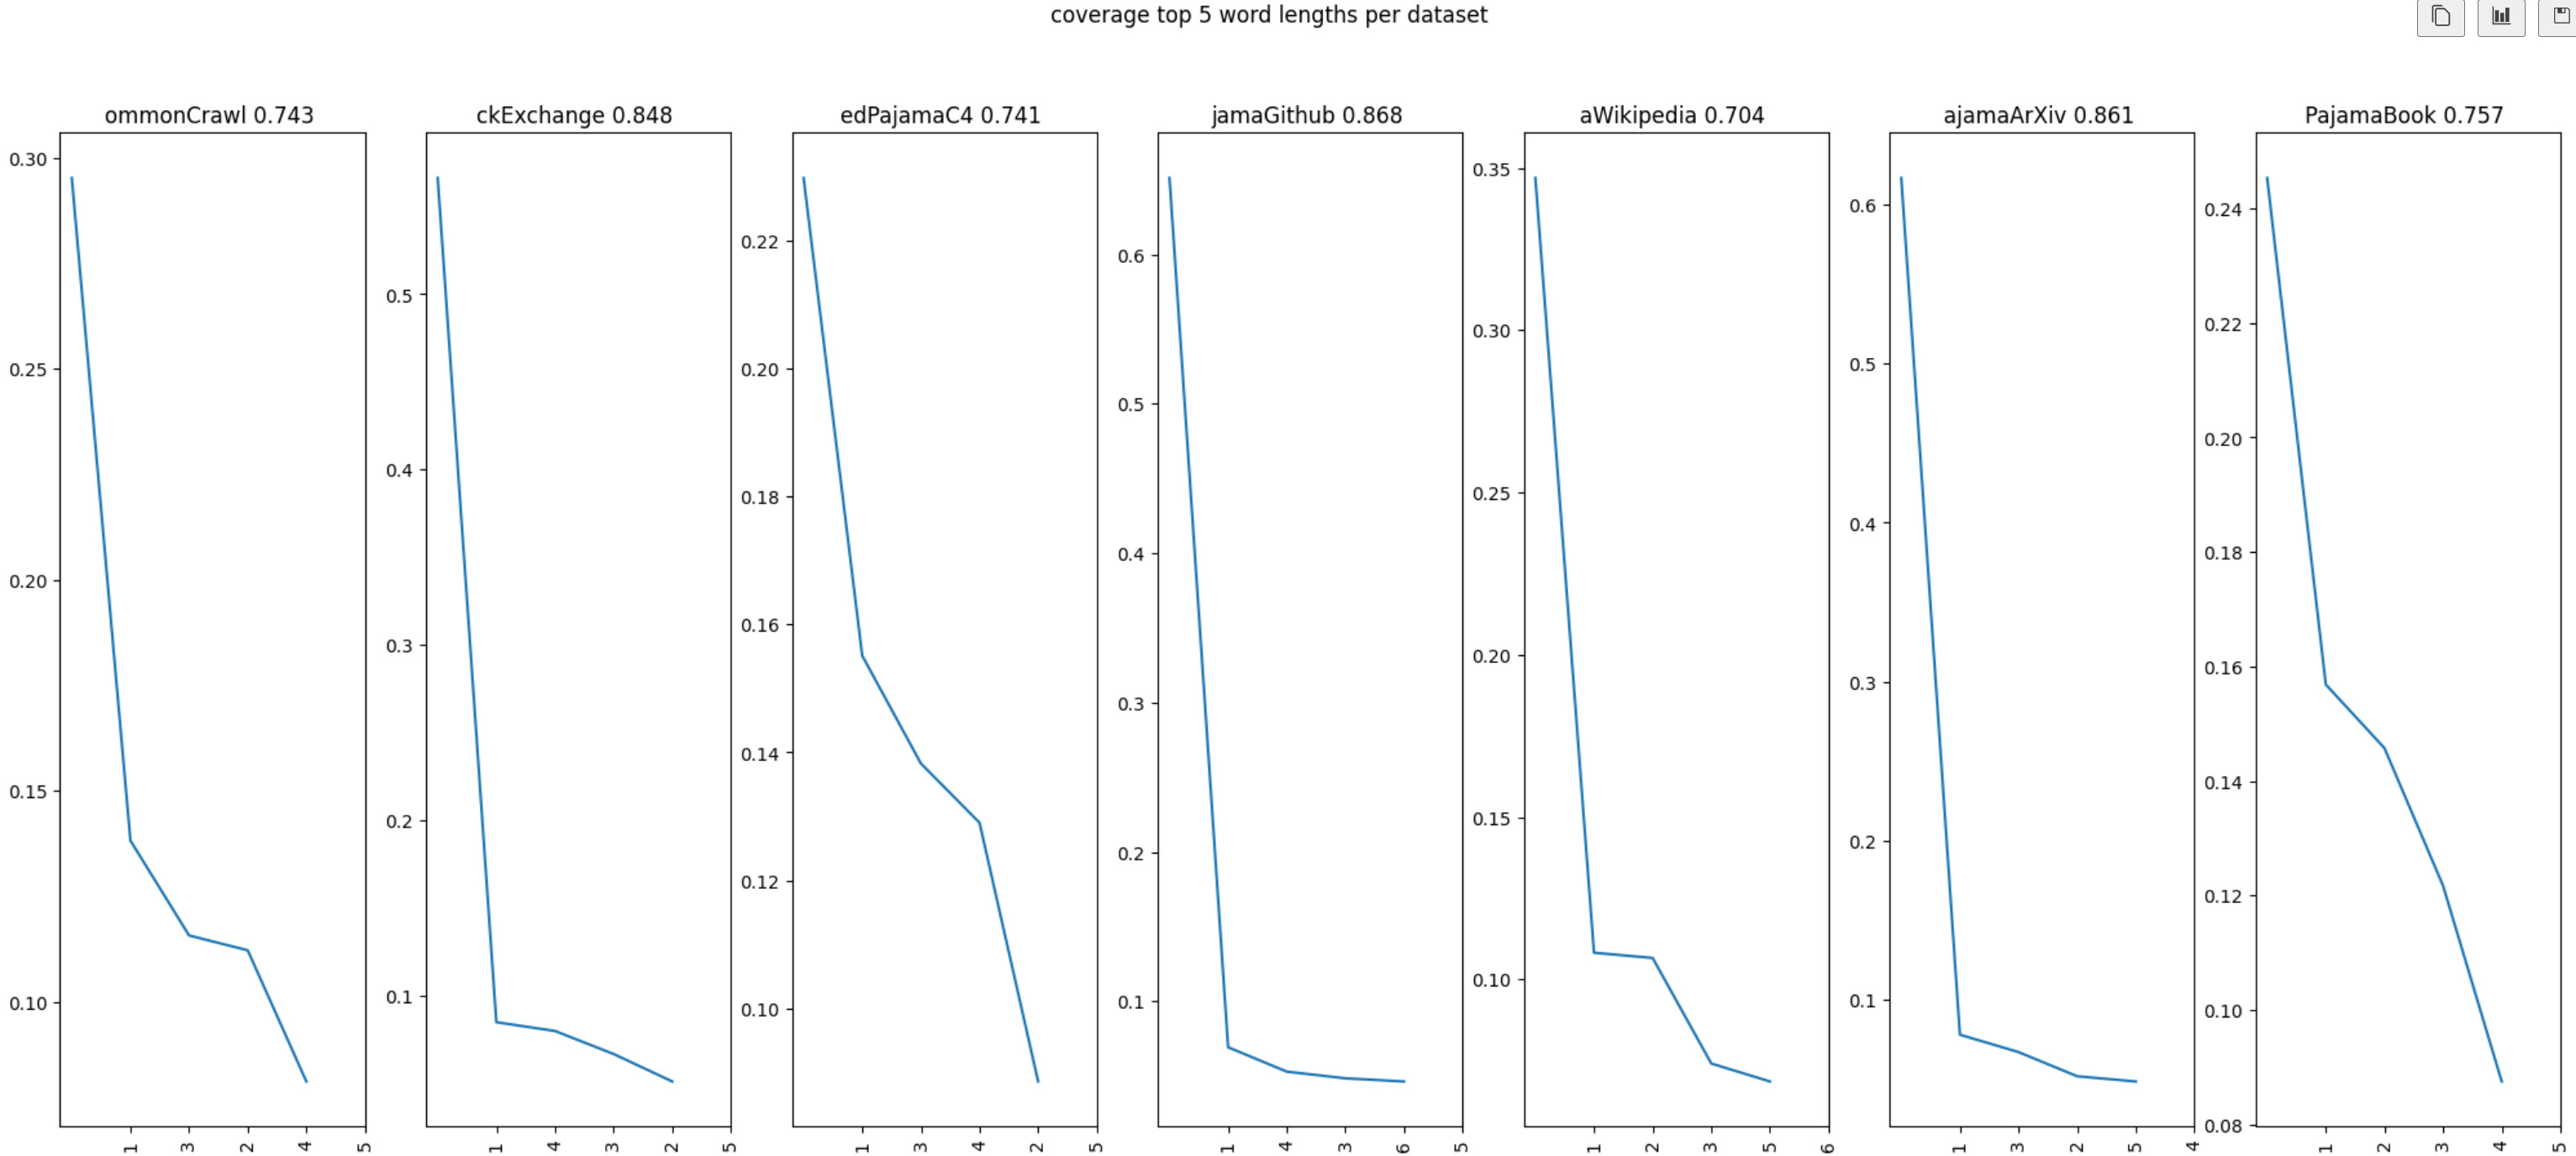 coverage top 5 word lengths per dataset
ommonCrawl 0.743
0.30
0.25
0.20
0.15
0.10
1 3 2 4 5
ckExchange 0.848
0.5
0.4
0.3
0.2
0.1
1 4 3 2 5
edPajamaC4 0.741
0.22
0.20
0.18
0.16
0.14
0.12
0.10
1 3 4 2 5
jamaGithub 0.868
0.6
0.5
0.4
0.3
0.2
0.1
1 4 3 6 5
aWikipedia 0.704
0.35
0.30
0.25
0.20
0.15
0.10
1 2 3 5 6
ajamaArXiv 0.861
0.6
0.5
0.4
0.3
0.2
0.1
1 3 2 5 4
PajamaBook 0.757
0.24
0.22
0.20
0.18
0.16
0.14
0.12
0.10
0.08
1 2 3 4 5